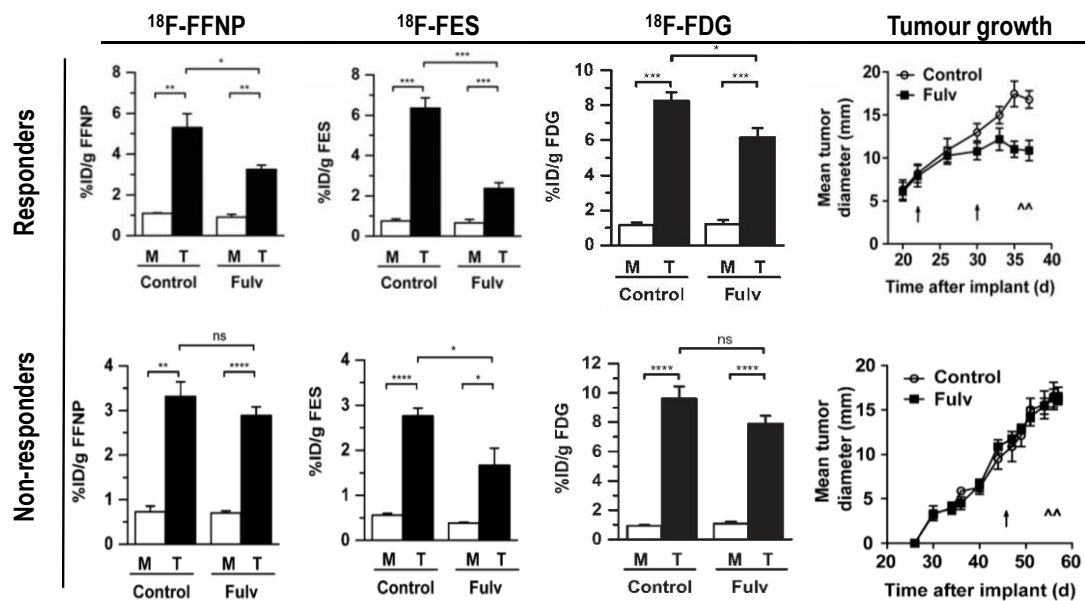 18F-FFNP 18F-FES 18F-FDG Tumour growth
Responders
*
** **
%ID/g FFNP
8
6
4
2
0
M T M T
Control Fulv
***
*** ***
%ID/g FES
8
6
4
2
0
M T M T
Control Fulv
*
*** ***
%ID/g FDG
10
8
6
4
2
0
M T M T
Control Fulv
Control
Fulv
Mean tumor
diameter (mm)
20
15
10
5
0
^^
20 25 30 35 40
Time after implant (d)
Non-responders
ns
** ****
%ID/g FFNP
5
4
3
2
1
0
M T M T
Control Fulv
*
**** *
%ID/g FES
5
4
3
2
1
0
M T M T
Control Fulv
ns
**** ****
%ID/g FDG
12
10
8
6
4
2
0
M T M T
Control Fulv
Control
Fulv
Mean tumor
diameter (mm)
20
15
10
5
0
^^
20 30 40 50 60
Time after implant (d)